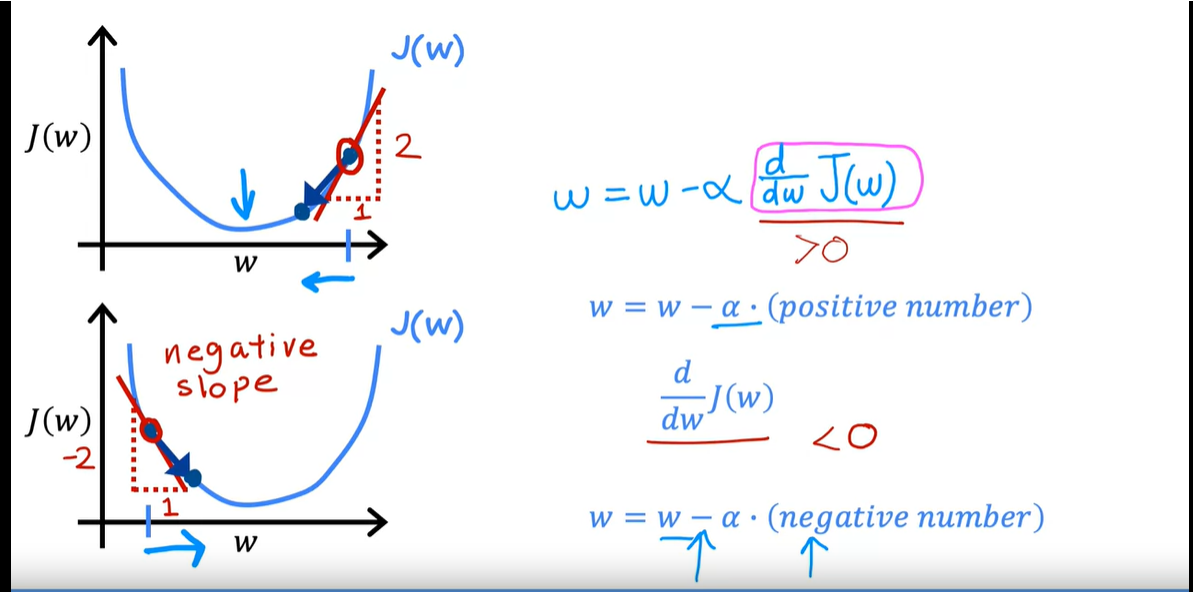 J(w)
J(w)
2
1
w
w = w − α d/dw J(w)
>0
w = w − α · (positive number)
J(w)
negative
slope
J(w)
-2
1
w
d/dw J(w)
<0
w = w − α · (negative number)